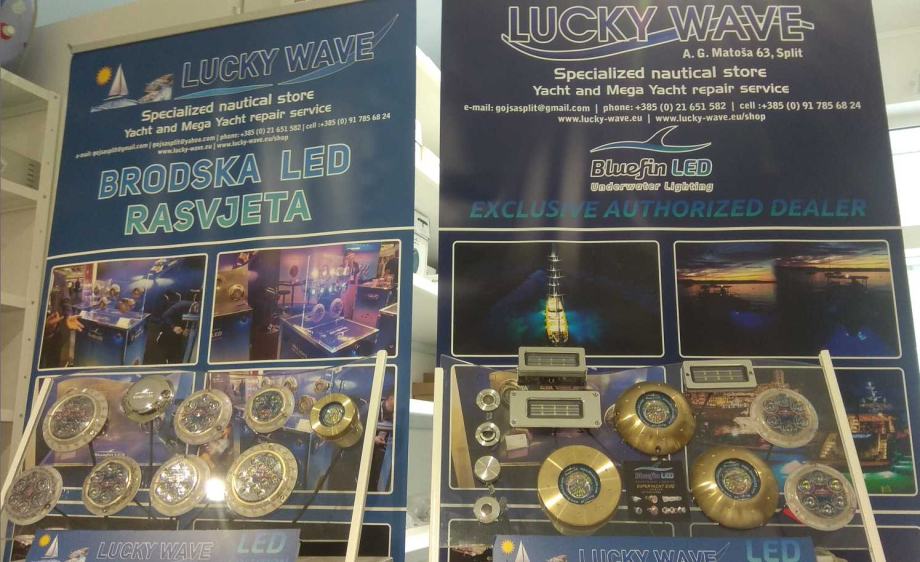 LUCKY WAVE
Specialized nautical store
Yacht and Mega Yacht repair service
e-mail: gojsasplit@gmail.com | gojsasplit@yahoo.com | phone: +385 (0) 21 651 582 | cell :+385 (0) 91 785 68 24
www.lucky-wave.eu | www.lucky-wave.eu/shop
BRODSKA LED
RASVJETA
LUCKY WAVE LED
LUCKY WAVE
A. G. Matoša 63, Split
Specialized nautical store
Yacht and Mega Yacht repair service
e-mail: gojsasplit@gmail.com | phone: +385 (0) 21 651 582 | cell :+385 (0) 91 785 68 24
www.lucky-wave.eu | www.lucky-wave.eu/shop
Bluefin LED
Underwater Lighting
EXCLUSIVE AUTHORIZED DEALER
Bluefin LED
LUCKY WAVE LED